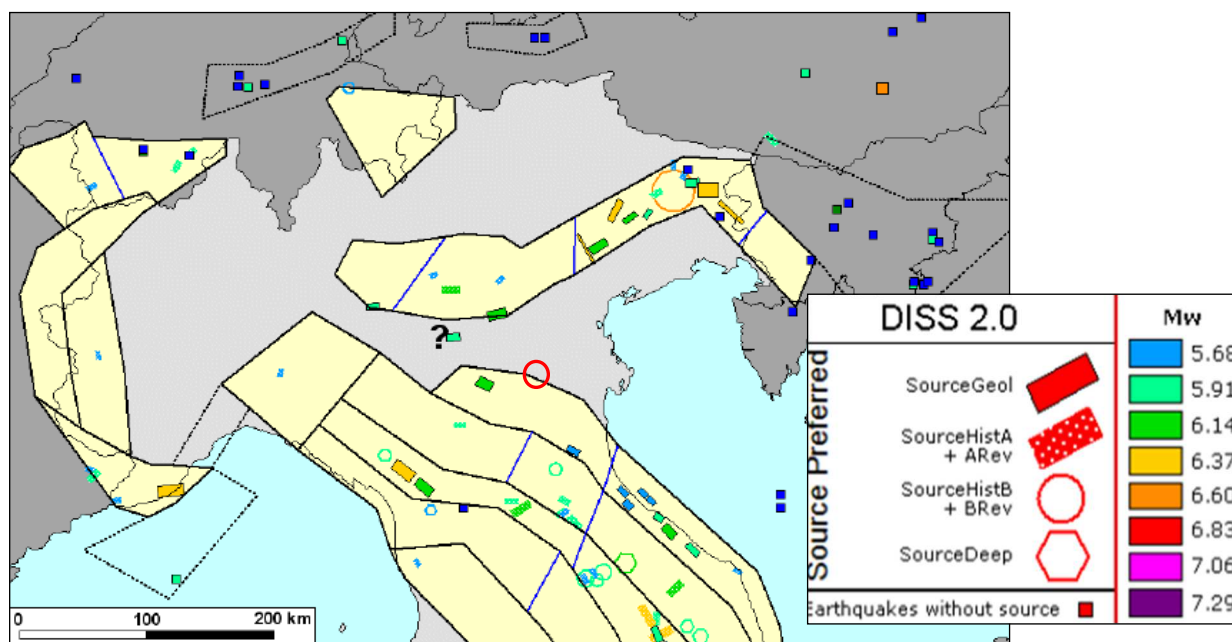 ?
DISS 2.0
Mw
Source Preferred
SourceGeol
SourceHistA
+ ARev
SourceHistB
+ BRev
SourceDeep
Earthquakes without source
5.68
5.91
6.14
6.37
6.60
6.83
7.06
7.29
0 100 200 km